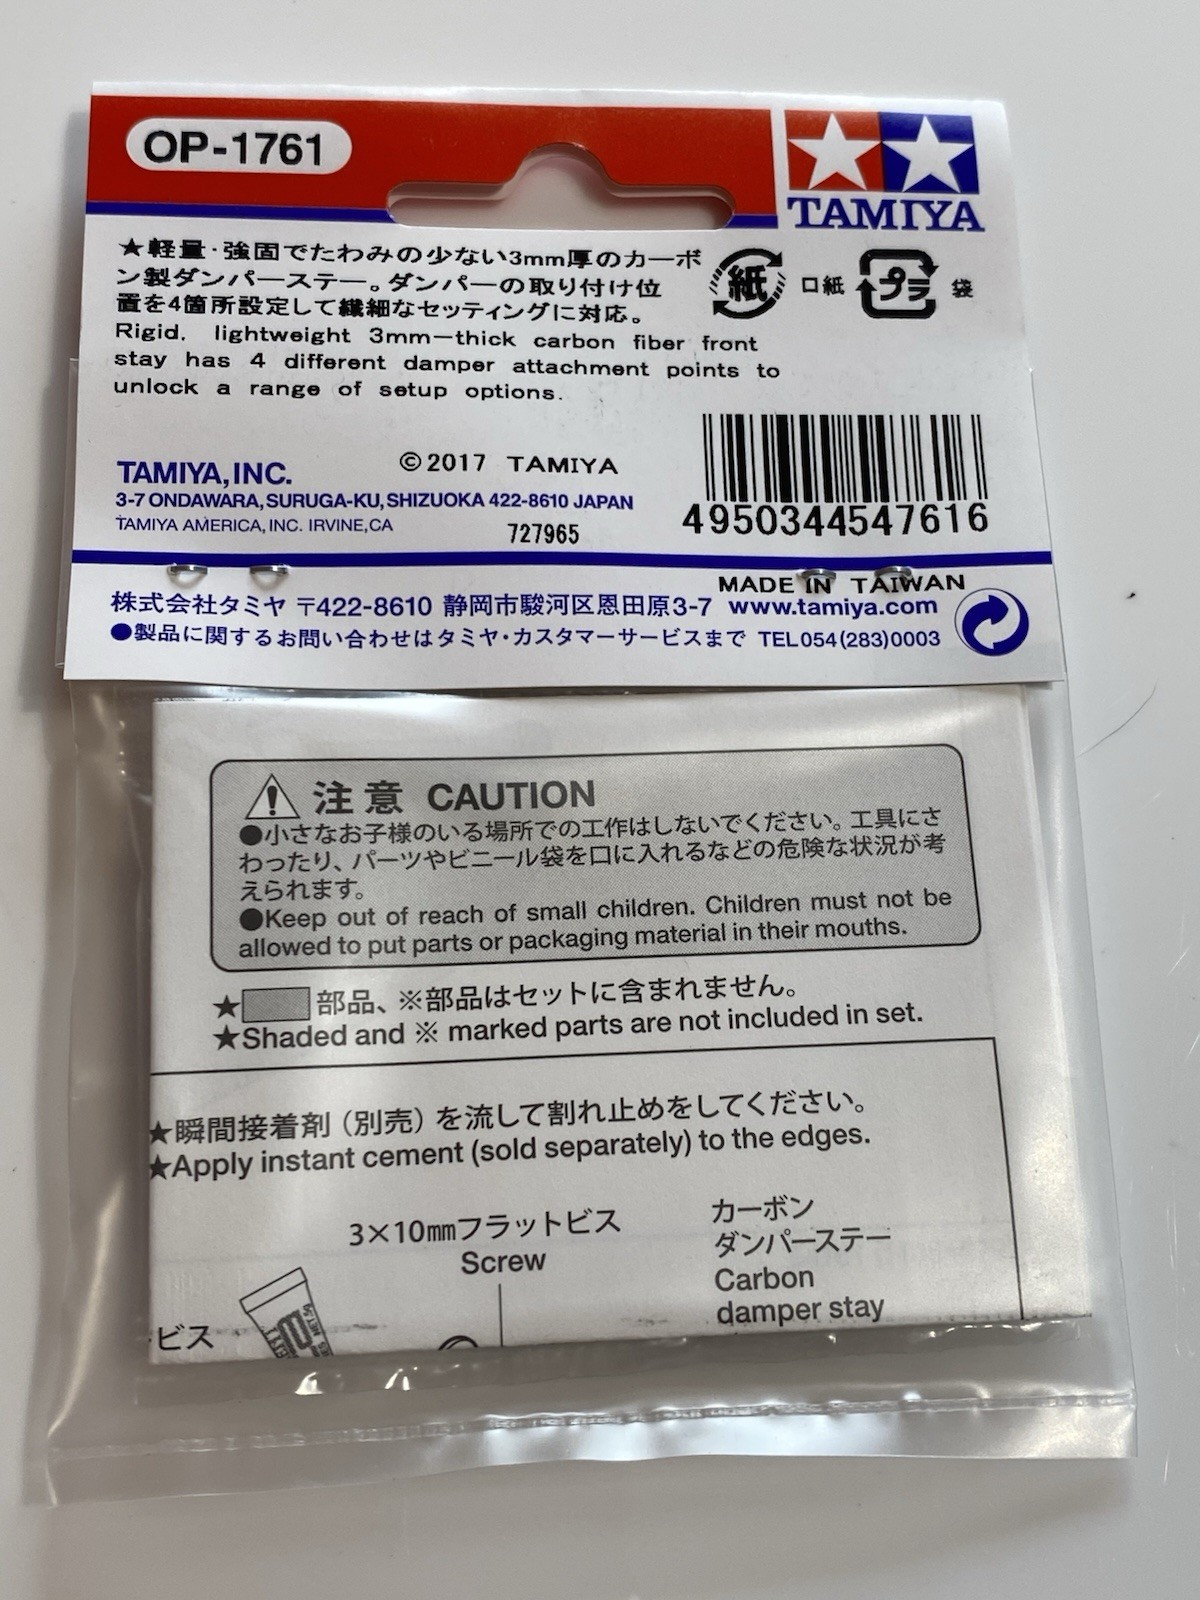 OP-1761
TAMIYA
★軽量·強固でたわみの少ない3mm厚のカーボ
ン製ダンパーステー。ダンパーの取り付け位
置を4箇所設定して繊細なセッティングに対応。
紙 口紙 プラ 袋
Rigid, lightweight 3mm-thick carbon fiber front
stay has 4 different damper attachment points to
unlock a range of setup options.
TAMIYA, INC.
©2017 TAMIYA
3-7 ONDAWARA, SURUGA-KU, SHIZUOKA 422-8610 JAPAN
TAMIYA AMERICA, INC. IRVINE, CA
727965
4950344547616
MADE IN TAIWAN
株式会社タミヤ 〒422-8610 静岡市駿河区恩田原3-7 www.tamiya.com
●製品に関するお問い合わせはタミヤ・カスタマーサービスまで TEL054(283)0003
注意 CAUTION
●小さなお子様のいる場所での工作はしないでください。工具にさ
わったり、パーツやビニール袋を口に入れるなどの危険な状況が考
えられます。
●Keep out of reach of small children. Children must not be
allowed to put parts or packaging material in their mouths.
★部品、※部品はセットに含まれません。
★Shaded and ※ marked parts are not included in set.
★瞬間接着剤（別売）を流して割れ止めをしてください。
★Apply instant cement (sold separately) to the edges.
3×10㎜フラットビス
Screw
カーボン
ダンパーステー
Carbon
damper stay
ビス